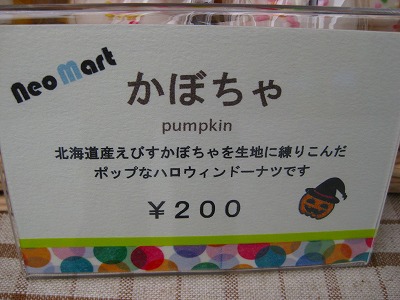 Neo Mart
かぼちゃ
pumpkin
北海道産えびすかぼちゃを生地に練りこんだ
ポップなハロウィンドーナツです
￥２００